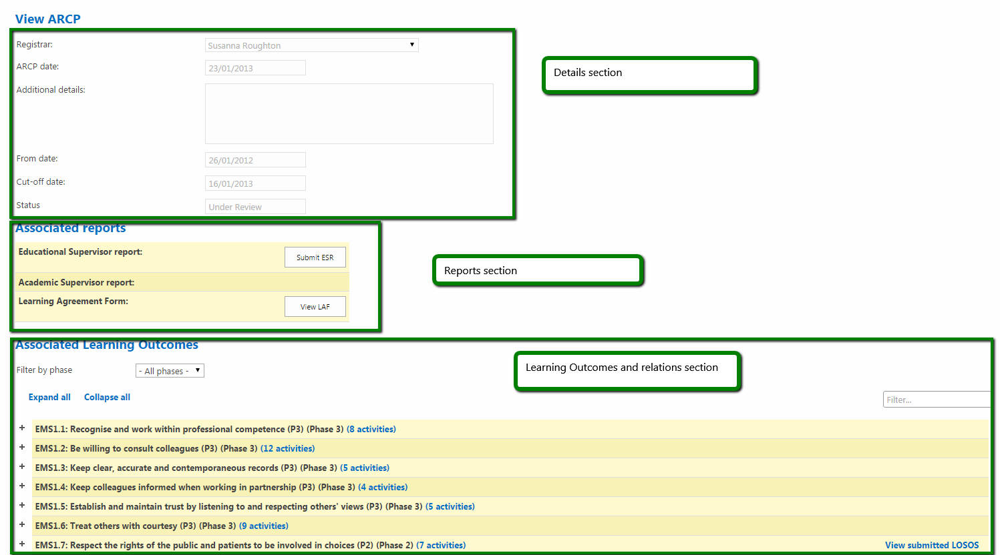 View ARCP
Registrar: Susanna Roughton
ARCP date: 23/01/2013
Details section
Additional details:
From date: 26/01/2012
Cut-off date: 16/01/2013
Status Under Review
Associated reports
Educational Supervisor report: Submit ESR
Reports section
Academic Supervisor report:
Learning Agreement Form: View LAF
Associated Learning Outcomes
Filter by phase - All phases -
Learning Outcomes and relations section
Expand all Collapse all Filter...
+ EMS1.1: Recognise and work within professional competence (P3) (Phase 3) (8 activities)
+ EMS1.2: Be willing to consult colleagues (P3) (Phase 3) (12 activities)
+ EMS1.3: Keep clear, accurate and contemporaneous records (P3) (Phase 3) (5 activities)
+ EMS1.4: Keep colleagues informed when working in partnership (P3) (Phase 3) (4 activities)
+ EMS1.5: Establish and maintain trust by listening to and respecting others' views (P3) (Phase 3) (5 activities)
+ EMS1.6: Treat others with courtesy (P3) (Phase 3) (9 activities)
+ EMS1.7: Respect the rights of the public and patients to be involved in choices (P2) (Phase 2) (7 activities) View submitted LOSOS